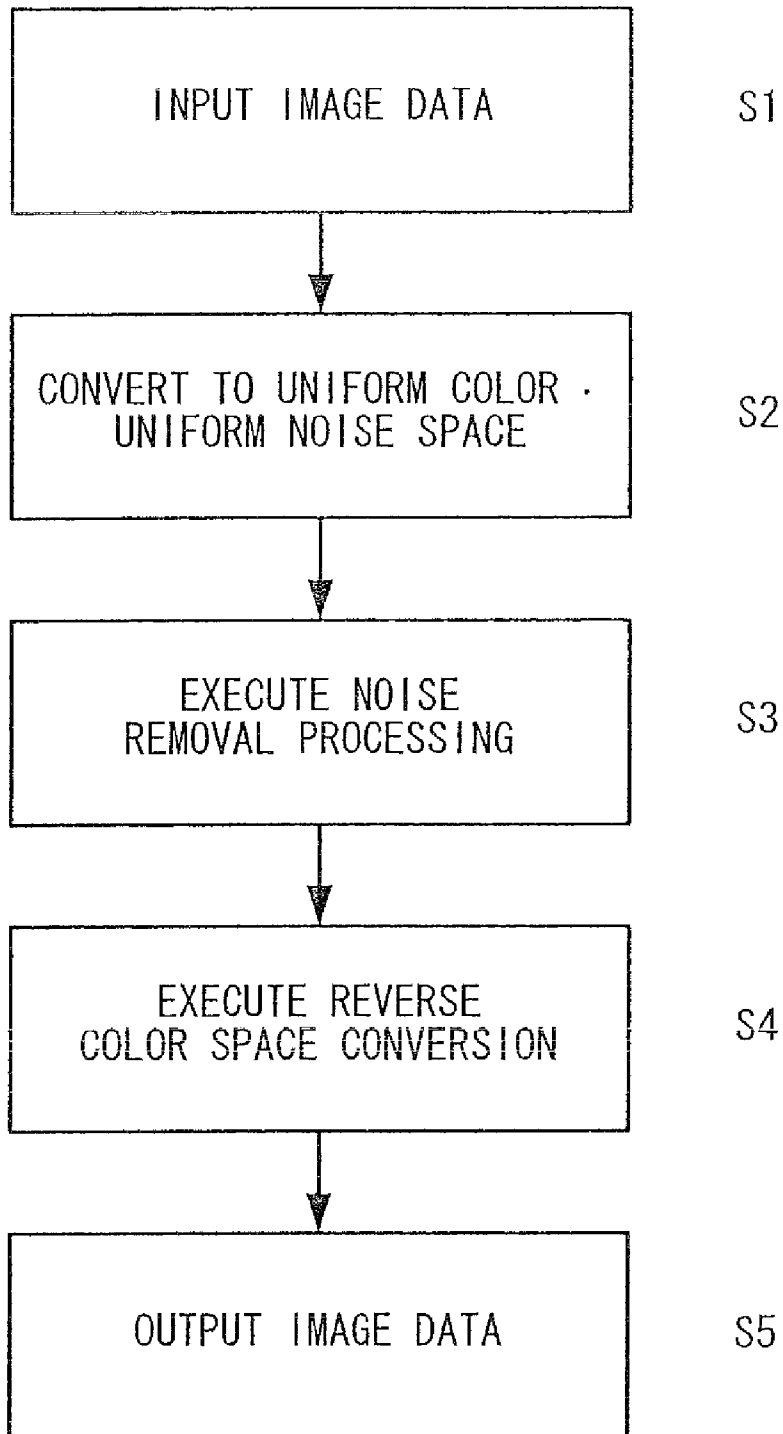 INPUT IMAGE DATA
S1
CONVERT TO UNIFORM COLOR ·
UNIFORM NOISE SPACE
S2
EXECUTE NOISE
REMOVAL PROCESSING
S3
EXECUTE REVERSE
COLOR SPACE CONVERSION
S4
OUTPUT IMAGE DATA
S5